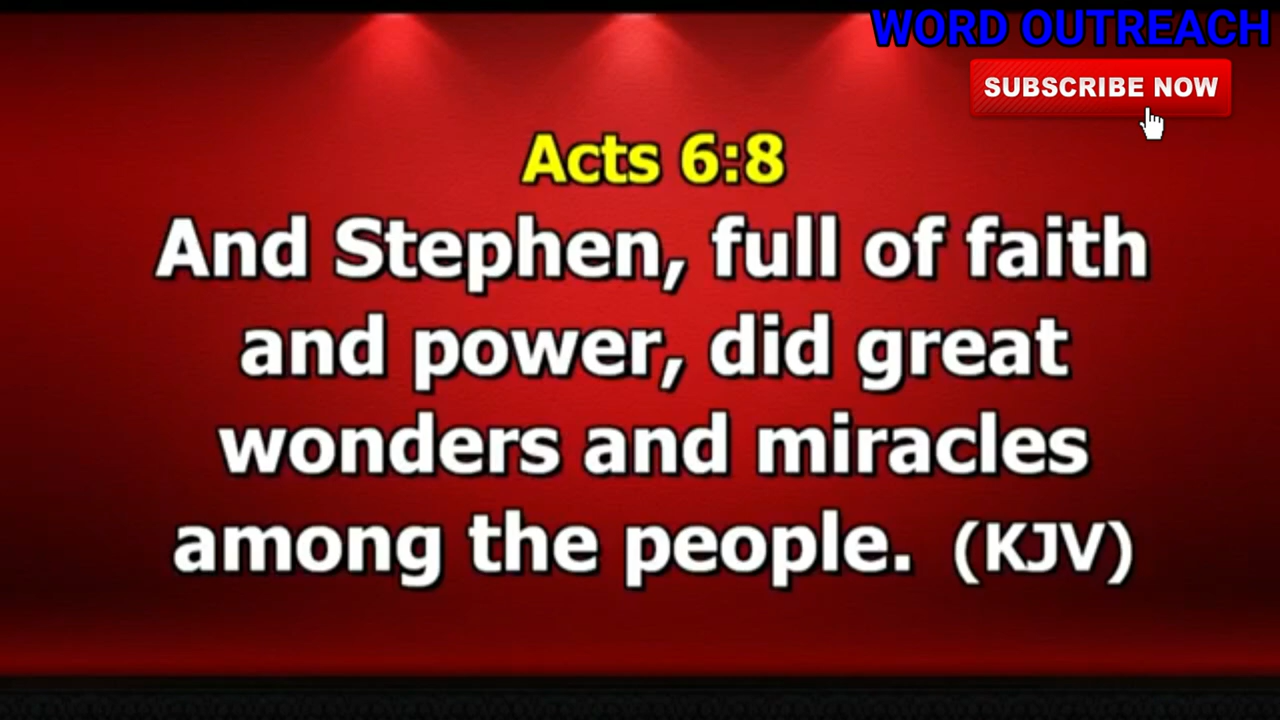 WORD OUTREACH
SUBSCRIBE NOW
Acts 6:8
And Stephen, full of faith
and power, did great
wonders and miracles
among the people. (KJV)